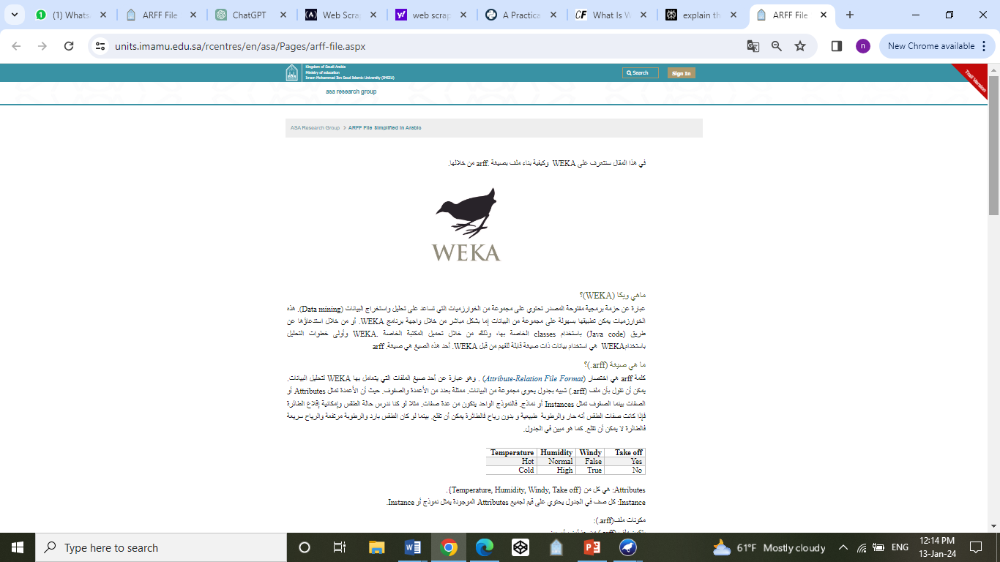 (1) Whats
ARFF File
ChatGPT
Web Scra
web scrap
A Practica
What Is W
explain th
ARFF File
units.imamu.edu.sa/rcentres/en/asa/Pages/arff-file.aspx
n
New Chrome available
Kingdom of Saudi Arabia
Ministry of education
Imam Mohammad Ibn Saud Islamic University (IMSIU)
Search
Sign In
Trail Version
asa research group
ASA Research Group > ARFF File Simplified in Arabic
في هذا المقال سنتعرف على WEKA وكيفية بناء ملف بصيغة .arff من خلالها.
WEKA
ماهي ويكا (WEKA)؟
عبارة عن حزمة برمجية مفتوحة المصدر تحتوي على مجموعة من الخوارزميات التي تساعد على تحليل واستخراج البيانات (Data mining). هذه
الخوارزميات يمكن تطبيقها بسهولة على مجموعة من البيانات إما بشكل مباشر من خلال واجهة برنامج WEKA. أو من خلال استدعاؤها عن
طريق (Java code) باستخدام classes الخاصة بها، وذلك من خلال تحميل المكتبة الخاصة .WEKA وأولى خطوات التحليل
باستخدامWEKA هي استخدام بيانات ذات صيغة قابلة للفهم من قبل WEKA. أحد هذه الصيغ هي صيغة. arff
ما هي صيغة (arff.)؟
كلمة arff هي اختصار (Attribute-Relation File Format) . وهو عبارة عن أحد صيغ الملفات التي يتعامل بها WEKA لتحليل البيانات.
يمكن أن نقول بأن ملف (arff.) شبيه بجدول يحوي مجموعة من البيانات. ممثلة بعدد من الأعمدة والصفوف. حيث أن الأعمدة تمثل Attributes أو
الصفات بينما الصفوف تمثل Instances أو نماذج. فالنموذج الواحد يتكون من عدة صفات. مثلا لو كنا ندرس حالة الطقس وإمكانية إقلاع الطائرة
فإذا كانت صفات الطقس أنه حار والرطوبة طبيعية و بدون رياح فالطائرة يمكن أن تقلع. بينما لو كان الطقس بارد والرطوبة مرتفعة والرياح سريعة
فالطائرة لا يمكن أن تقلع. كما هو مبين في الجدول.
Temperature Humidity Windy Take off
Hot Normal False Yes
Cold High True No
Attributes: هي كل من {Temperature, Humidity, Windy, Take off}.
Instance: كل صف في الجدول يحتوي على قيم لجميع Attributes الموجودة يمثل نموذج أو Instance.
مكونات ملف(arff.):
Type here to search
61°F Mostly cloudy
ENG
12:14 PM
13-Jan-24